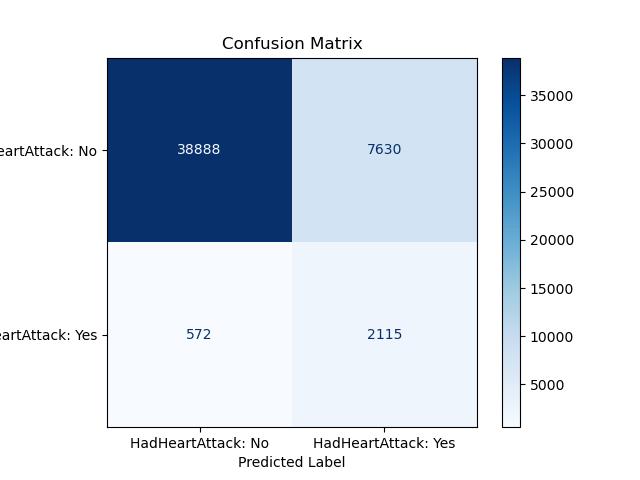 Confusion Matrix
eartAttack: No
38888
7630
eartAttack: Yes
572
2115
HadHeartAttack: No
HadHeartAttack: Yes
Predicted Label
35000
30000
25000
20000
15000
10000
5000